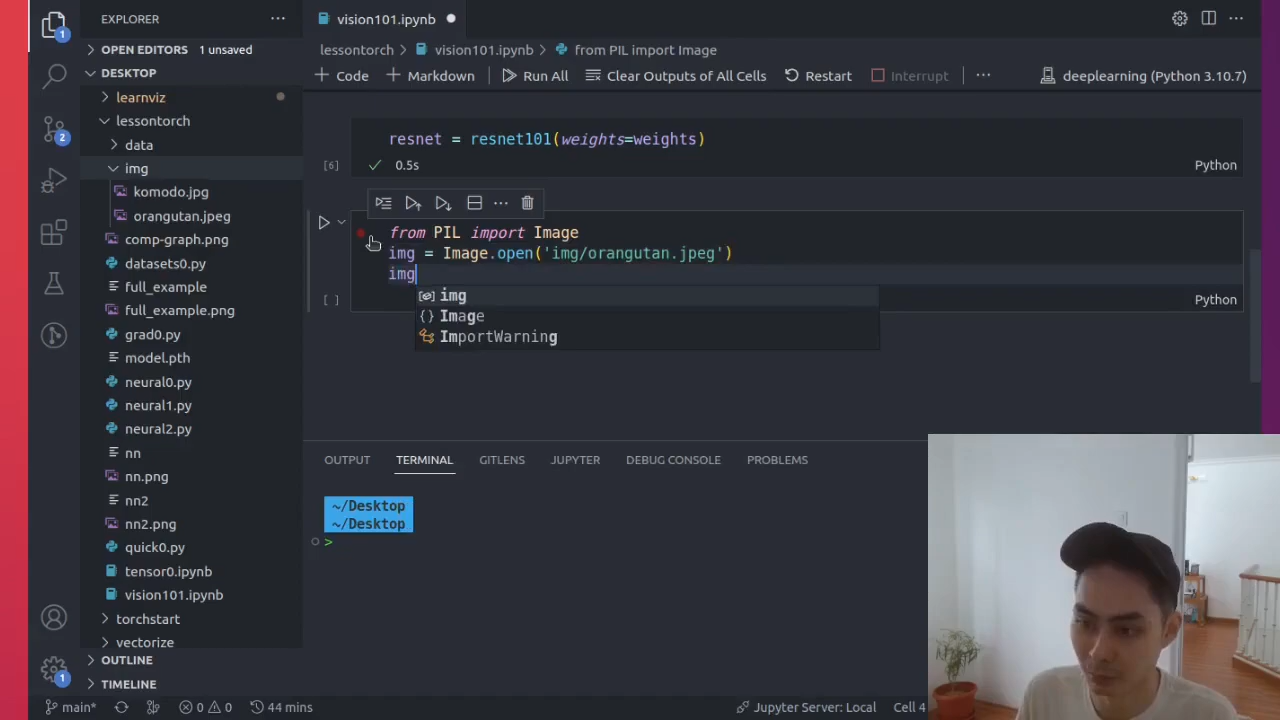 EXPLORER
vision101.ipynb
OPEN EDITORS 1 unsaved
lessontorch vision101.ipynb from PIL import Image
DESKTOP
Code Markdown Run All Clear Outputs of All Cells Restart Interrupt deeplearning (Python 3.10.7)
learnviz
lessontorch
data
img
komodo.jpg
orangutan.jpeg
comp-graph.png
datasets0.py
full_example
full_example.png
grad0.py
model.pth
neural0.py
neural1.py
neural2.py
nn
nn.png
nn2
nn2.png
quick0.py
tensor0.ipynb
vision101.ipynb
torchstart
vectorize
OUTLINE
TIMELINE
1
2
1
resnet = resnet101(weights=weights)
[6] 0.5s Python
from PIL import Image
img = Image.open('img/orangutan.jpeg')
img
[ ] Python
img
Image
ImportWarning
OUTPUT TERMINAL GITLENS JUPYTER DEBUG CONSOLE PROBLEMS
~/Desktop
~/Desktop
>
main* 0 0 44 mins Jupyter Server: Local Cell 4